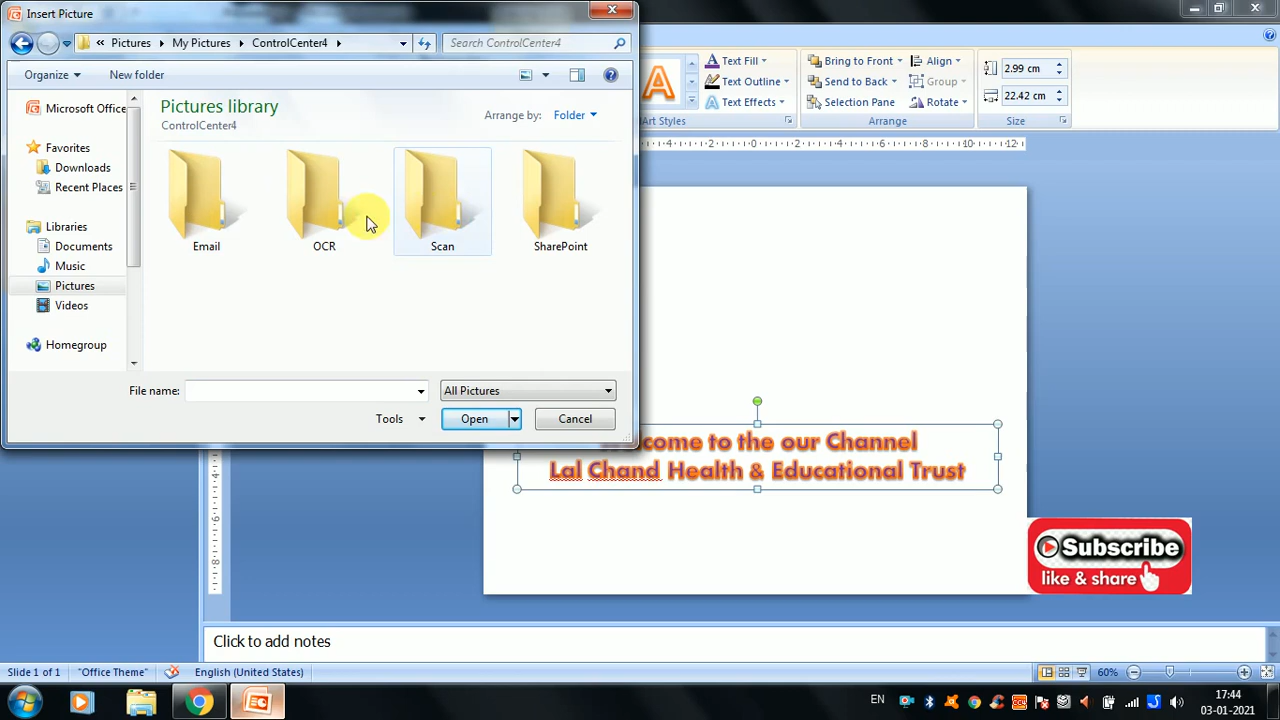 Insert Picture
« Pictures My Pictures ControlCenter4
Search ControlCenter4
Organize
New folder
Microsoft Office
Favorites
Downloads
Recent Places
Libraries
Documents
Music
Pictures
Videos
Homegroup
Pictures library
ControlCenter4
Arrange by: Folder
Email
OCR
Scan
SharePoint
File name:
All Pictures
Tools
Open
Cancel
A
Text Fill
Text Outline
Text Effects
Bring to Front
Send to Back
Selection Pane
Align
Group
Rotate
2.99 cm
22.42 cm
Art Styles
Arrange
Size
come to the our Channel
Lal Chand Health & Educational Trust
Subscribe
like & share
Click to add notes
Slide 1 of 1
"Office Theme"
English (United States)
60%
EN
17:44
03-01-2021